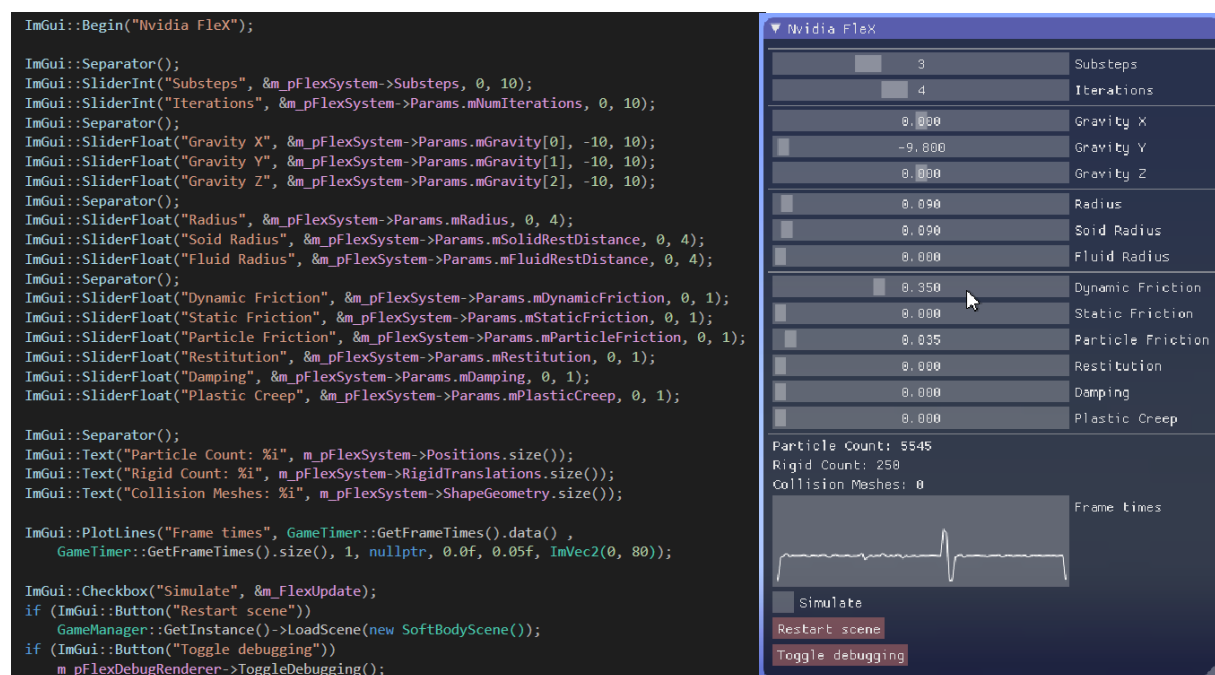 ImGui::Begin("Nvidia FleX");
ImGui::Separator();
ImGui::SliderInt("Substeps", &m_pFlexSystem->Substeps, 0, 10);
ImGui::SliderInt("Iterations", &m_pFlexSystem->Params.mNumIterations, 0, 10);
ImGui::Separator();
ImGui::SliderFloat("Gravity X", &m_pFlexSystem->Params.mGravity[0], -10, 10);
ImGui::SliderFloat("Gravity Y", &m_pFlexSystem->Params.mGravity[1], -10, 10);
ImGui::SliderFloat("Gravity Z", &m_pFlexSystem->Params.mGravity[2], -10, 10);
ImGui::Separator();
ImGui::SliderFloat("Radius", &m_pFlexSystem->Params.mRadius, 0, 4);
ImGui::SliderFloat("Soid Radius", &m_pFlexSystem->Params.mSolidRestDistance, 0, 4);
ImGui::SliderFloat("Fluid Radius", &m_pFlexSystem->Params.mFluidRestDistance, 0, 4);
ImGui::Separator();
ImGui::SliderFloat("Dynamic Friction", &m_pFlexSystem->Params.mDynamicFriction, 0, 1);
ImGui::SliderFloat("Static Friction", &m_pFlexSystem->Params.mStaticFriction, 0, 1);
ImGui::SliderFloat("Particle Friction", &m_pFlexSystem->Params.mParticleFriction, 0, 1);
ImGui::SliderFloat("Restitution", &m_pFlexSystem->Params.mRestitution, 0, 1);
ImGui::SliderFloat("Damping", &m_pFlexSystem->Params.mDamping, 0, 1);
ImGui::SliderFloat("Plastic Creep", &m_pFlexSystem->Params.mPlasticCreep, 0, 1);
ImGui::Separator();
ImGui::Text("Particle Count: %i", m_pFlexSystem->Positions.size());
ImGui::Text("Rigid Count: %i", m_pFlexSystem->RigidTranslations.size());
ImGui::Text("Collision Meshes: %i", m_pFlexSystem->ShapeGeometry.size());
ImGui::PlotLines("Frame times", GameTimer::GetFrameTimes().data() ,
GameTimer::GetFrameTimes().size(), 1, nullptr, 0.0f, 0.05f, ImVec2(0, 80));
ImGui::Checkbox("Simulate", &m_FlexUpdate);
if (ImGui::Button("Restart scene"))
GameManager::GetInstance()->LoadScene(new SoftBodyScene());
if (ImGui::Button("Toggle debugging"))
m_pFlexDebugRenderer->ToggleDebugging();
Nvidia FleX
3 Substeps
4 Iterations
0.000 Gravity X
-9.800 Gravity Y
0.000 Gravity Z
0.090 Radius
0.090 Soid Radius
0.000 Fluid Radius
0.350 Dynamic Friction
0.000 Static Friction
0.035 Particle Friction
0.000 Restitution
0.000 Damping
0.000 Plastic Creep
Particle Count: 5545
Rigid Count: 250
Collision Meshes: 0
Frame times
Simulate
Restart scene
Toggle debugging